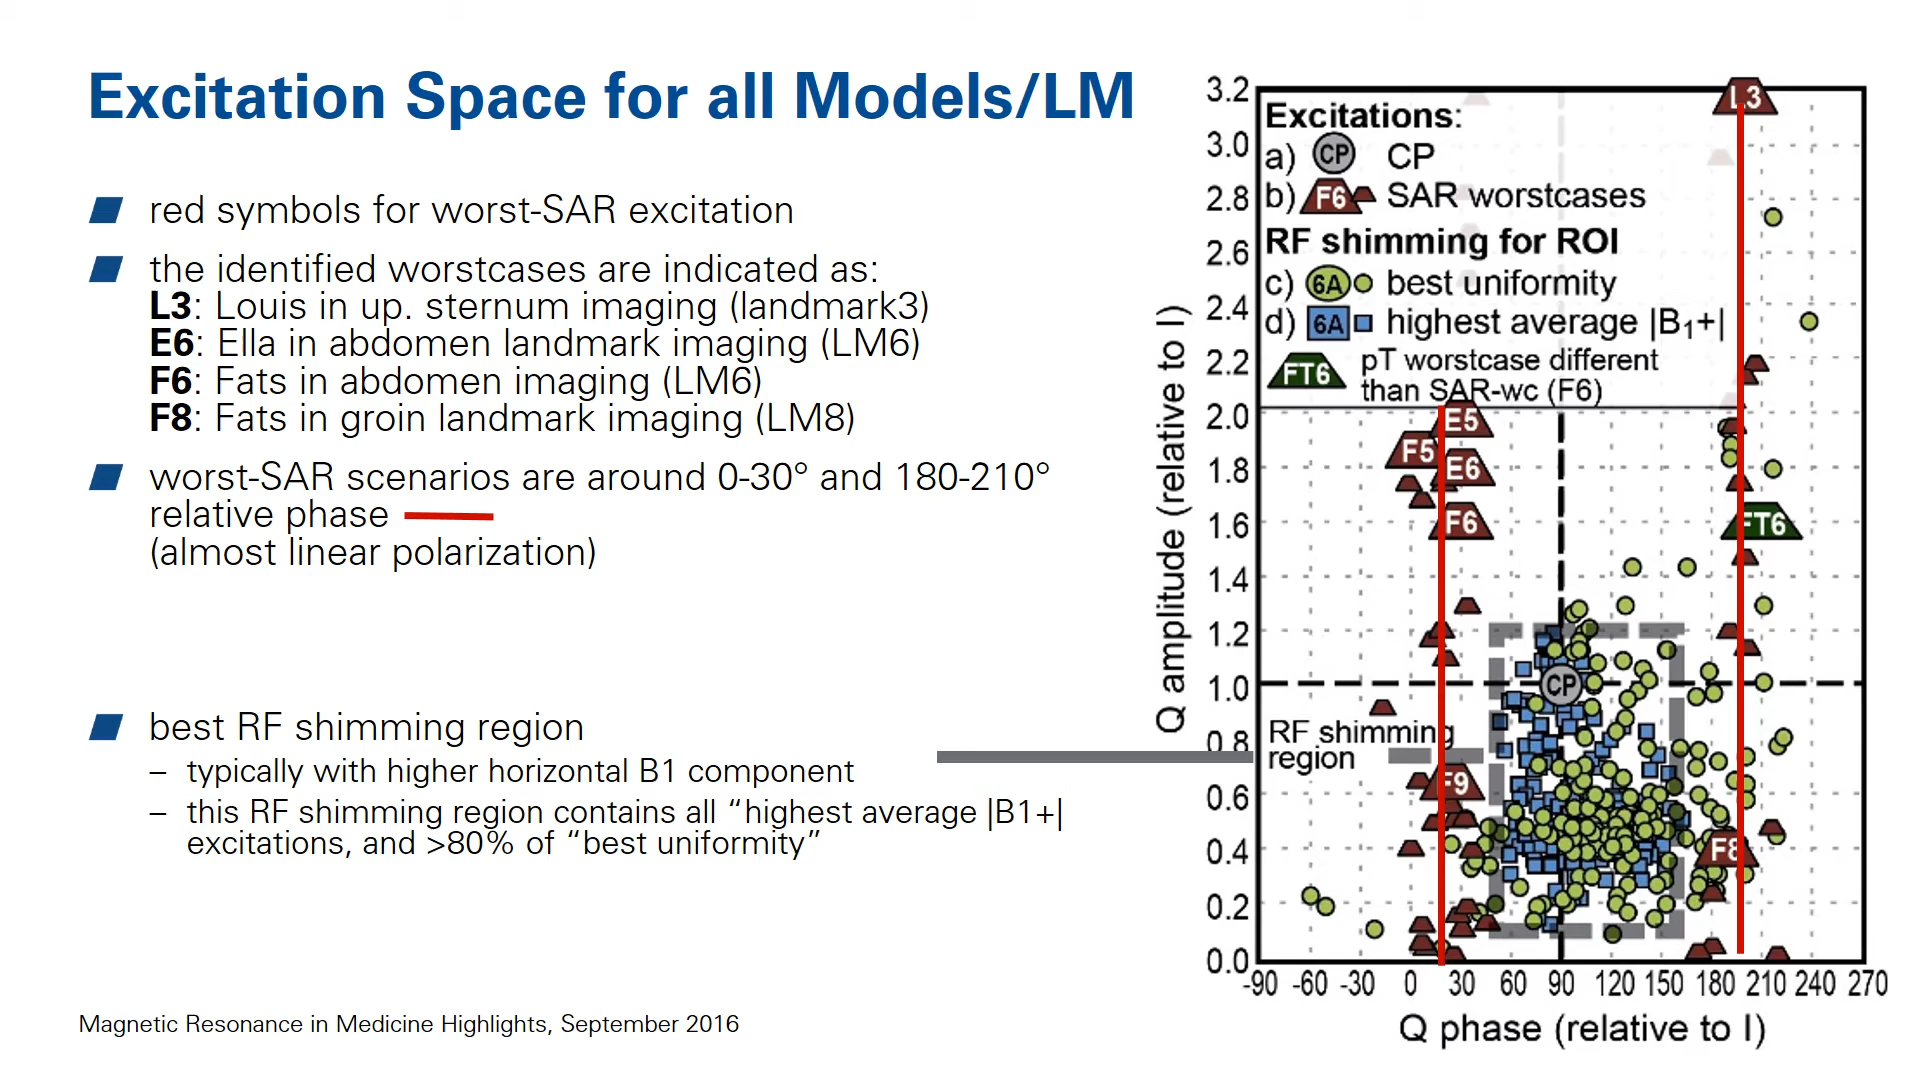 Excitation Space for all Models/LM
red symbols for worst-SAR excitation
the identified worstcases are indicated as:
L3: Louis in up. sternum imaging (landmark3)
E6: Ella in abdomen landmark imaging (LM6)
F6: Fats in abdomen imaging (LM6)
F8: Fats in groin landmark imaging (LM8)
worst-SAR scenarios are around 0-30° and 180-210°
relative phase
(almost linear polarization)
best RF shimming region
– typically with higher horizontal B1 component
– this RF shimming region contains all “highest average |B1+|
excitations, and >80% of “best uniformity”
Magnetic Resonance in Medicine Highlights, September 2016
Q amplitude (relative to I)
3.2
3.0
2.8
2.6
2.4
2.2
2.0
1.8
1.6
1.4
1.2
1.0
0.8
0.6
0.4
0.2
0.0
Excitations:
a) CP CP
b) F6 SAR worstcases
RF shimming for ROI
c) 6A best uniformity
d) 6A highest average |B1+|
FT6 pT worstcase different
than SAR-wc (F6)
L3
E5
F5
E6
F6
FT6
CP
RF shimming
region
F9
F8
-90 -60 -30 0 30 60 90 120 150 180 210 240 270
Q phase (relative to I)